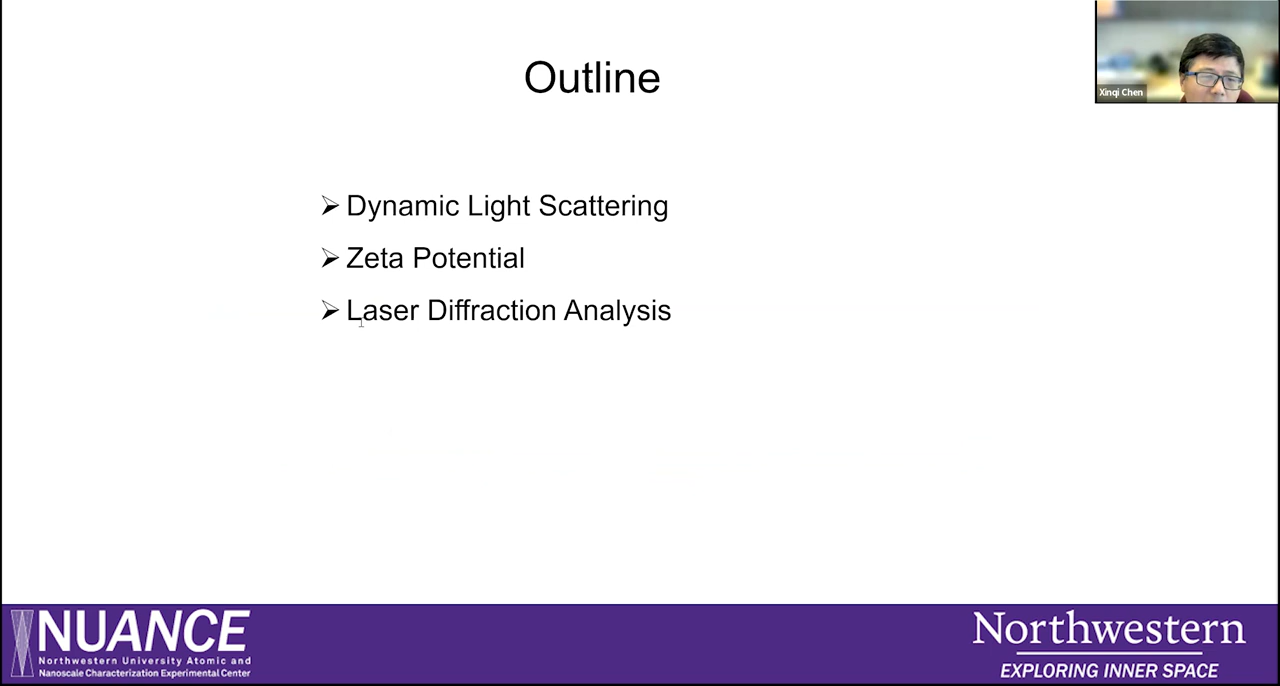 Outline
Xinqi Chen
➢ Dynamic Light Scattering
➢ Zeta Potential
➢ Laser Diffraction Analysis
NUANCE
Northwestern University Atomic and
Nanoscale Characterization Experimental Center
Northwestern
EXPLORING INNER SPACE